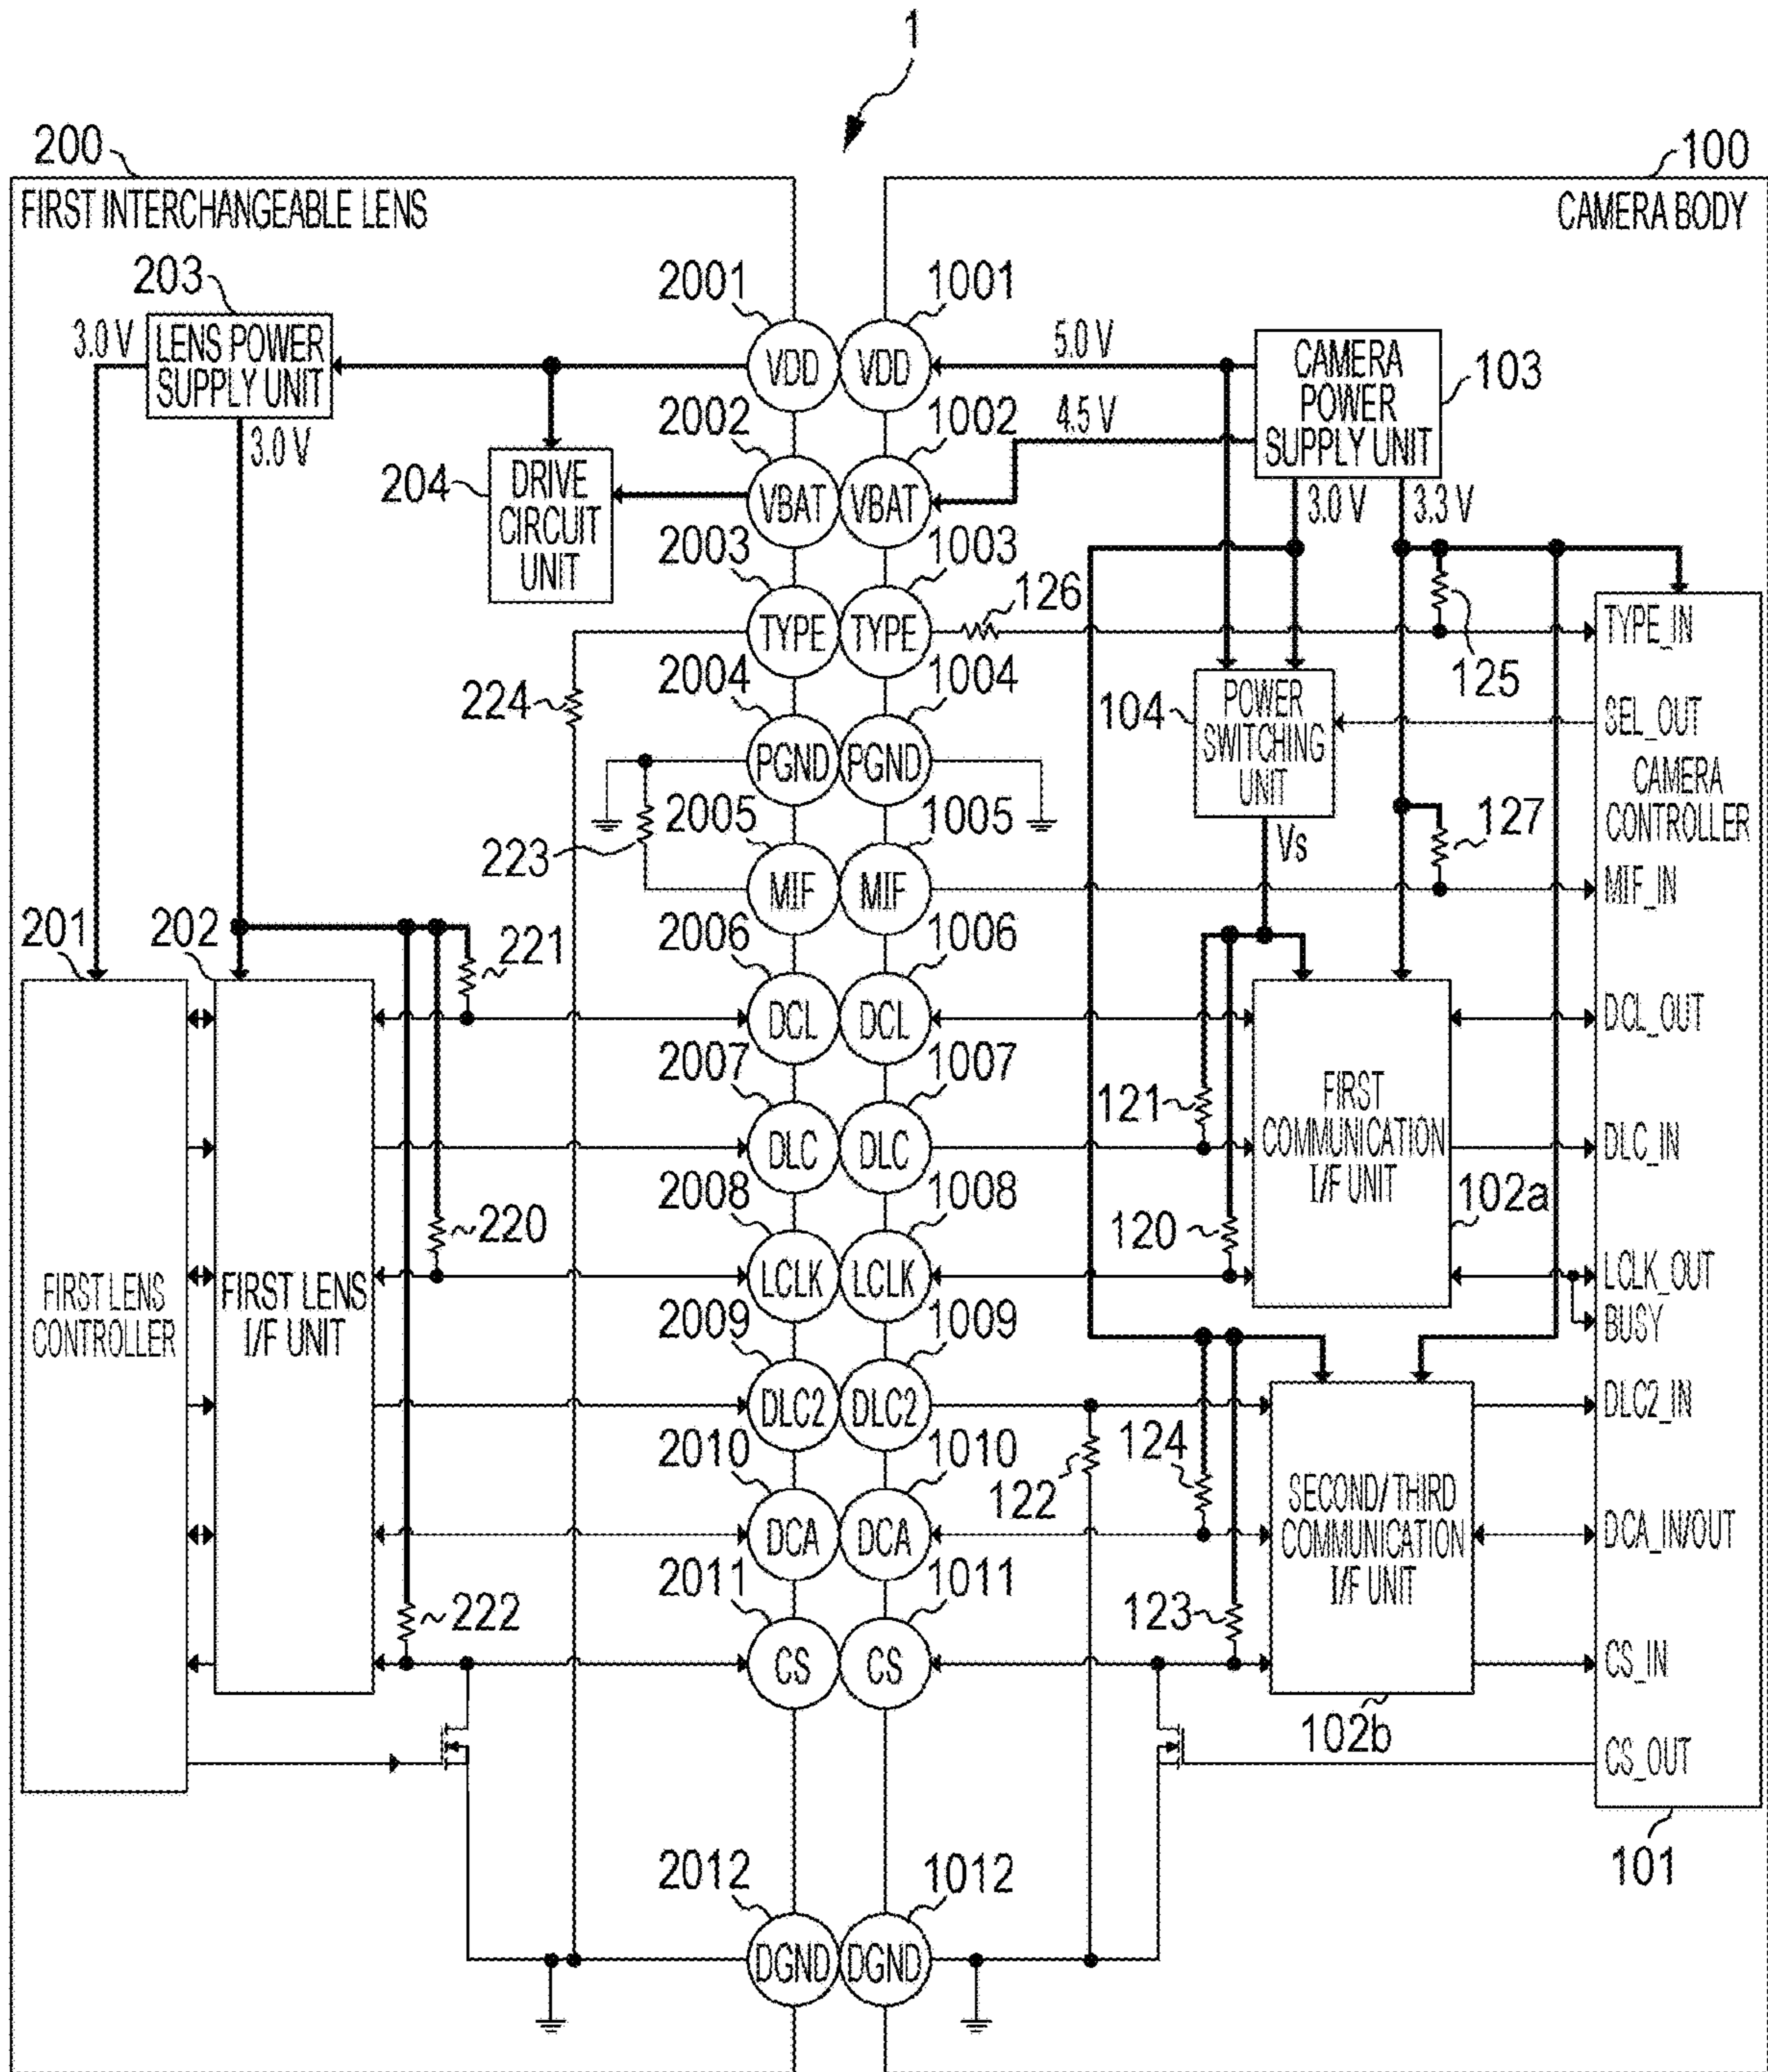 1
200
100
FIRST INTERCHANGEABLE LENS
CAMERA BODY
203
2001
1001
3.0 V
LENS POWER
SUPPLY UNIT
VDD
VDD
5.0 V
CAMERA
POWER
SUPPLY UNIT
103
3.0 V
2002
1002
4.5 V
204
DRIVE
CIRCUIT
UNIT
VBAT
VBAT
3.0 V
3.3 V
2003
1003
126
TYPE
TYPE
TYPE_IN
125
2004
1004
224
104
POWER
SWITCHING
UNIT
SEL_OUT
PGND
PGND
CAMERA
CONTROLLER
2005
1005
223
Vs
127
MIF
MIF
MIF_IN
201
202
2006
1006
221
DCL
DCL
DCL_OUT
2007
1007
121
FIRST
COMMUNICATION
I/F UNIT
DLC
DLC
DLC_IN
2008
1008
102a
220
120
LCLK
LCLK
LCLK_OUT
FIRST LENS
CONTROLLER
FIRST LENS
I/F UNIT
2009
1009
BUSY
DLC2
DLC2
DLC2_IN
2010
1010
122
124
SECOND/THIRD
COMMUNICATION
I/F UNIT
DCA
DCA
DCA_IN/OUT
2011
1011
222
123
CS
CS
CS_IN
102b
CS_OUT
101
2012
1012
DGND
DGND